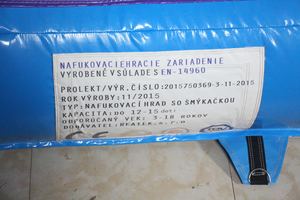 NAFUKOVACIEHRACIE ZARIADENIE
VYROBENÉ V SÚLADE S EN-14960
PROJEKT/VÝR.ČÍSLO:2015750369-3-11-2015
ROK VÝROBY:11/2015
TYP:NAFUKOVACÍ HRAD SO ŠMÝKAČKOU
KAPACITA:do 12-15 detí
ODPORÚČANÝ VEK: 3-18 ROKOV
s.r.o